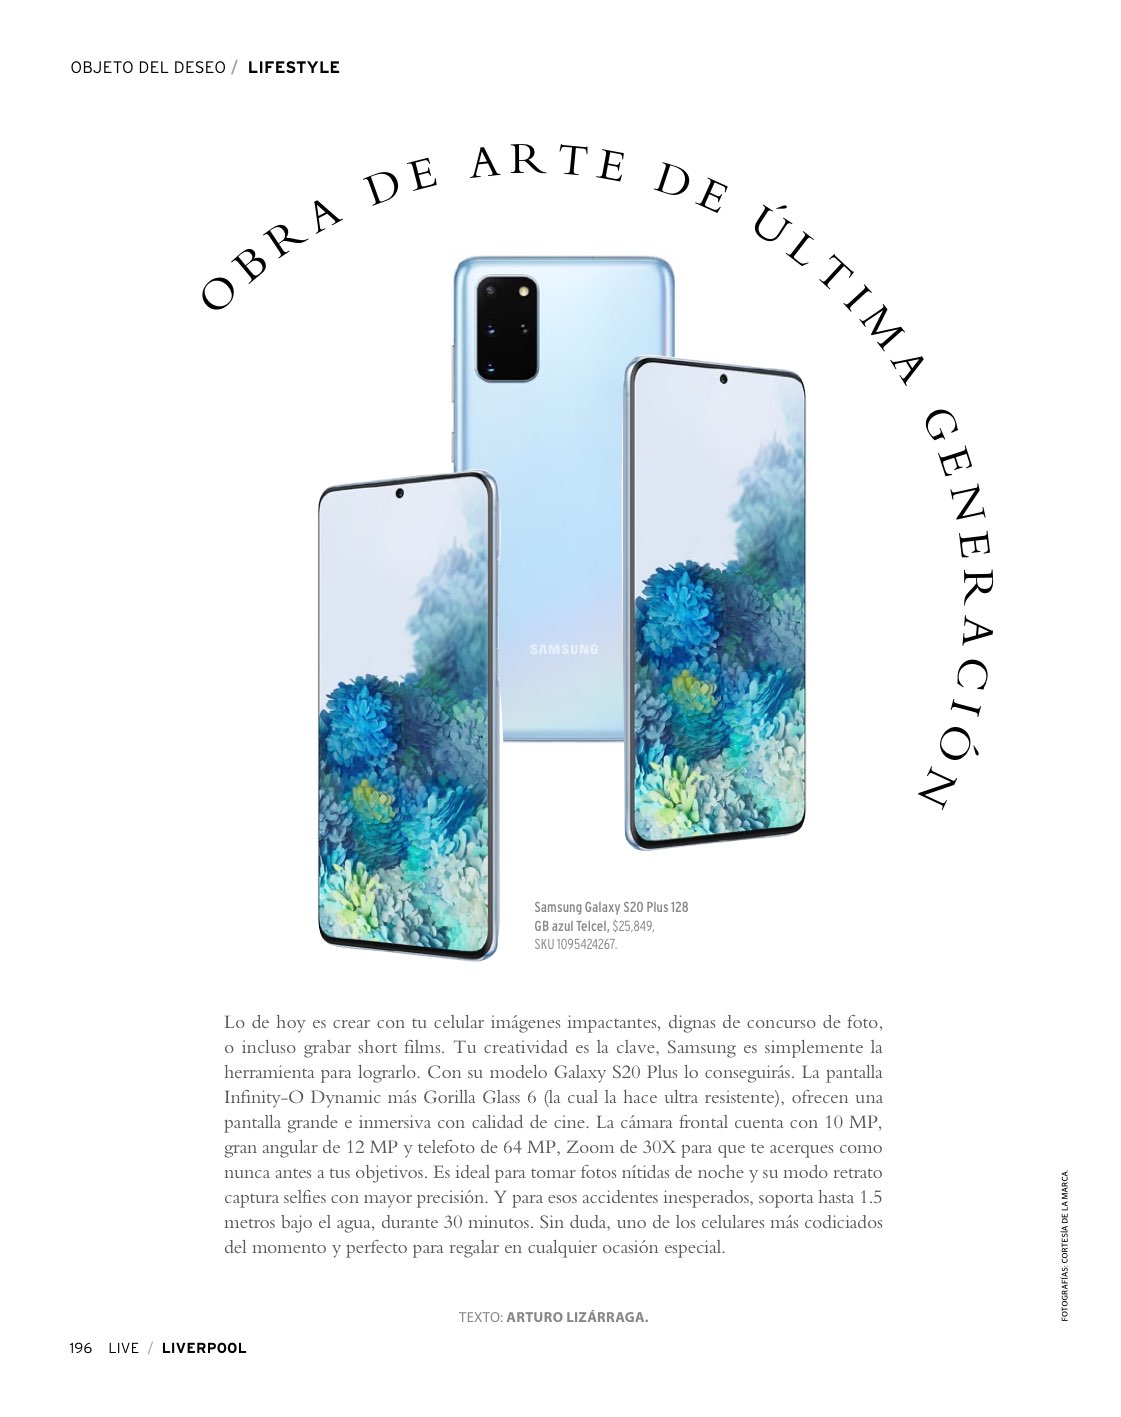 OBJETO DEL DESEO / LIFESTYLE
OBRA DE ARTE DE ÚLTIMA GENERACIÓN
SAMSUNG
Samsung Galaxy S20 Plus 128
GB azul Telcel, $25,849,
SKU 1095424267.
Lo de hoy es crear con tu celular imágenes impactantes, dignas de concurso de foto,
o incluso grabar short films. Tu creatividad es la clave, Samsung es simplemente la
herramienta para lograrlo. Con su modelo Galaxy S20 Plus lo conseguirás. La pantalla
Infinity-O Dynamic más Gorilla Glass 6 (la cual la hace ultra resistente), ofrecen una
pantalla grande e inmersiva con calidad de cine. La cámara frontal cuenta con 10 MP,
gran angular de 12 MP y telefoto de 64 MP, Zoom de 30X para que te acerques como
nunca antes a tus objetivos. Es ideal para tomar fotos nítidas de noche y su modo retrato
captura selfies con mayor precisión. Y para esos accidentes inesperados, soporta hasta 1.5
metros bajo el agua, durante 30 minutos. Sin duda, uno de los celulares más codiciados
del momento y perfecto para regalar en cualquier ocasión especial.
TEXTO: ARTURO LIZÁRRAGA.
FOTOGRAFÍAS: CORTESÍA DE LA MARCA
196 LIVE / LIVERPOOL